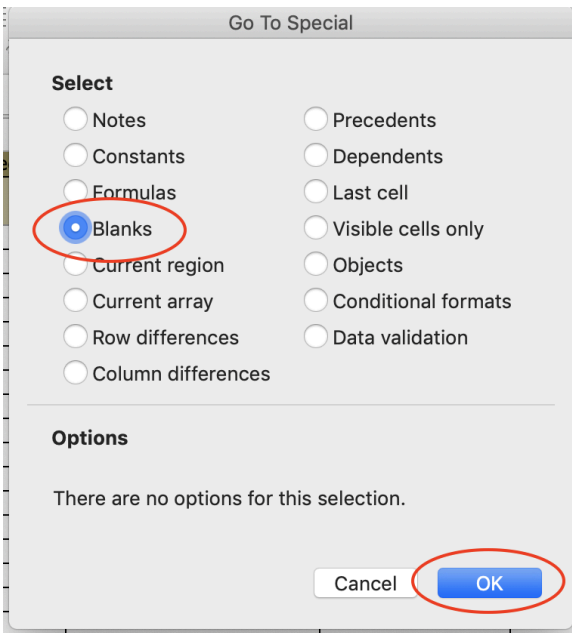 Go To Special
Select
Notes
Constants
Formulas
Blanks
Current region
Current array
Row differences
Column differences
Precedents
Dependents
Last cell
Visible cells only
Objects
Conditional formats
Data validation
Options
There are no options for this selection.
Cancel
OK